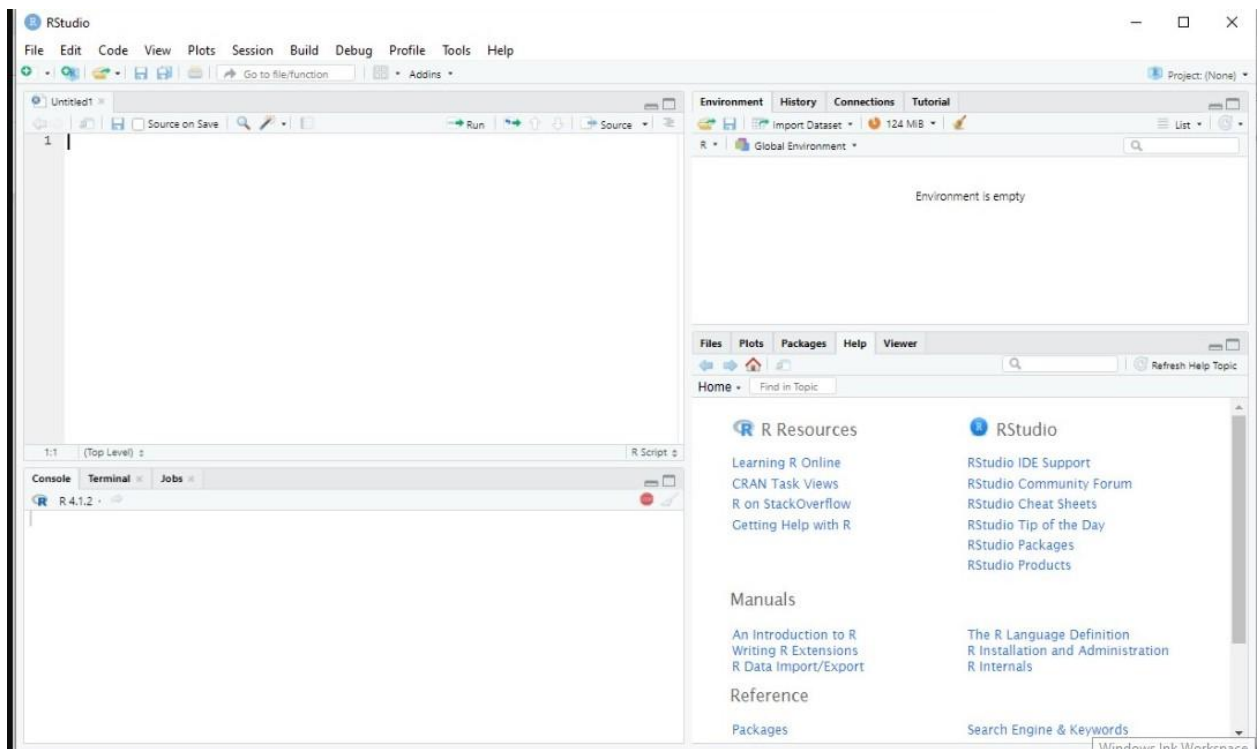 RStudio
File Edit Code View Plots Session Build Debug Profile Tools Help
Go to file/function Addins Project: (None)
Untitled1
Source on Save Run Source
1
1:1 (Top Level) R Script
Console Terminal Jobs
R 4.1.2 ·
Environment History Connections Tutorial
Import Dataset 124 MiB List
R Global Environment
Environment is empty
Files Plots Packages Help Viewer
Refresh Help Topic
Home Find in Topic
R Resources
Learning R Online
CRAN Task Views
R on StackOverflow
Getting Help with R
RStudio
RStudio IDE Support
RStudio Community Forum
RStudio Cheat Sheets
RStudio Tip of the Day
RStudio Packages
RStudio Products
Manuals
An Introduction to R
Writing R Extensions
R Data Import/Export
The R Language Definition
R Installation and Administration
R Internals
Reference
Packages
Search Engine & Keywords
Windows Ink Workspace